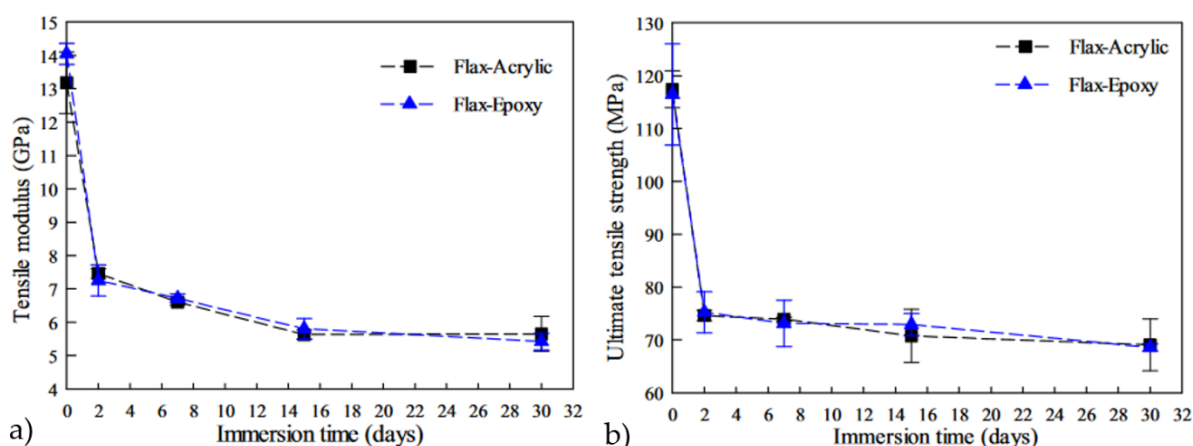 15
14
13
12
11
10
9
8
7
6
5
4
Tensile modulus (GPa)
Flax-Acrylic
Flax-Epoxy
0 2 4 6 8 10 12 14 16 18 20 22 24 26 28 30 32
Immersion time (days)
a)
130
120
110
100
90
80
70
60
Ultimate tensile strength (MPa)
Flax-Acrylic
Flax-Epoxy
0 2 4 6 8 10 12 14 16 18 20 22 24 26 28 30 32
Immersion time (days)
b)